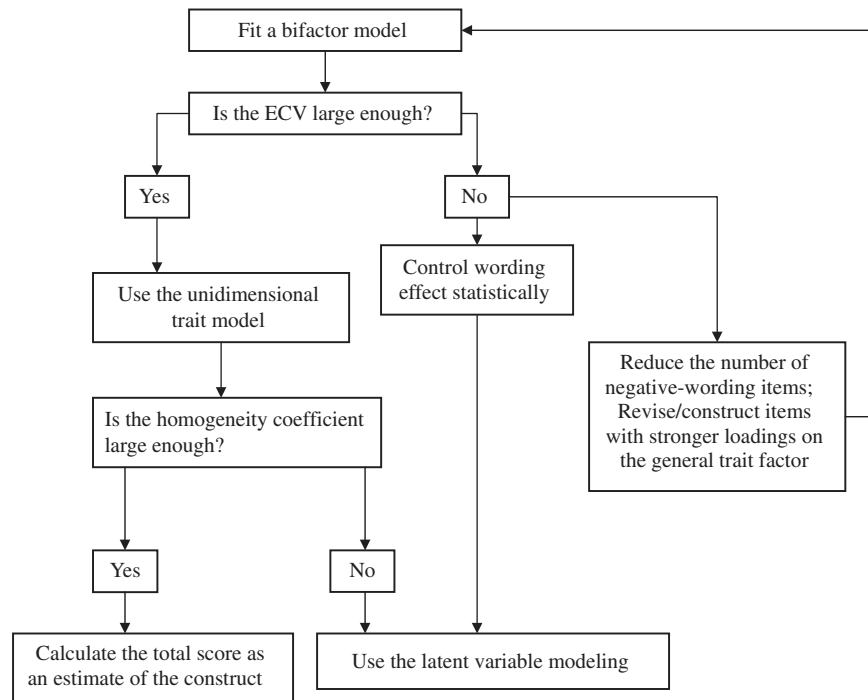 Fit a bifactor model
Is the ECV large enough?
Yes
No
Use the unidimensional
trait model
Control wording
effect statistically
Reduce the number of
negative-wording items;
Revise/construct items
with stronger loadings on
the general trait factor
Is the homogeneity coefficient
large enough?
Yes
No
Calculate the total score as
an estimate of the construct
Use the latent variable modeling